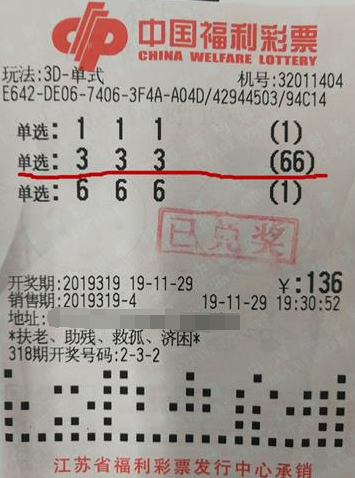 中国福利彩票
CHINA WELFARE LOTTERY
玩法:3D-单式 机号:32011404
E642-DE06-7406-3F4A-A04D/42944503/94C14
单选: 1 1 1 (1)
单选: 3 3 3 (66)
单选: 6 6 6 (1)
已兑奖
开奖期:2019319 19-11-29 ¥:136
销售期:2019319-4 19-11-29 19:30:52
地址:
*扶老、助残、救孤、济困*
318期开奖号码:2-3-2
江苏省福利彩票发行中心承销